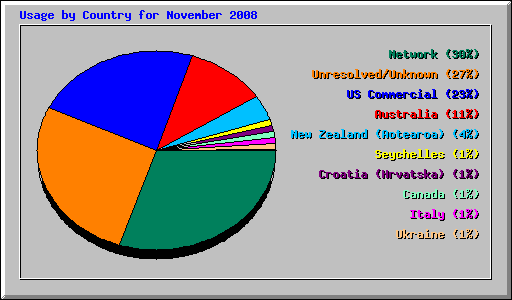 Usage by Country for November 2008
Network (30%)
Unresolved/Unknown (27%)
US Commercial (23%)
Australia (11%)
New Zealand (Aotearoa) (4%)
Seychelles (1%)
Croatia (Hrvatska) (1%)
Canada (1%)
Italy (1%)
Ukraine (1%)